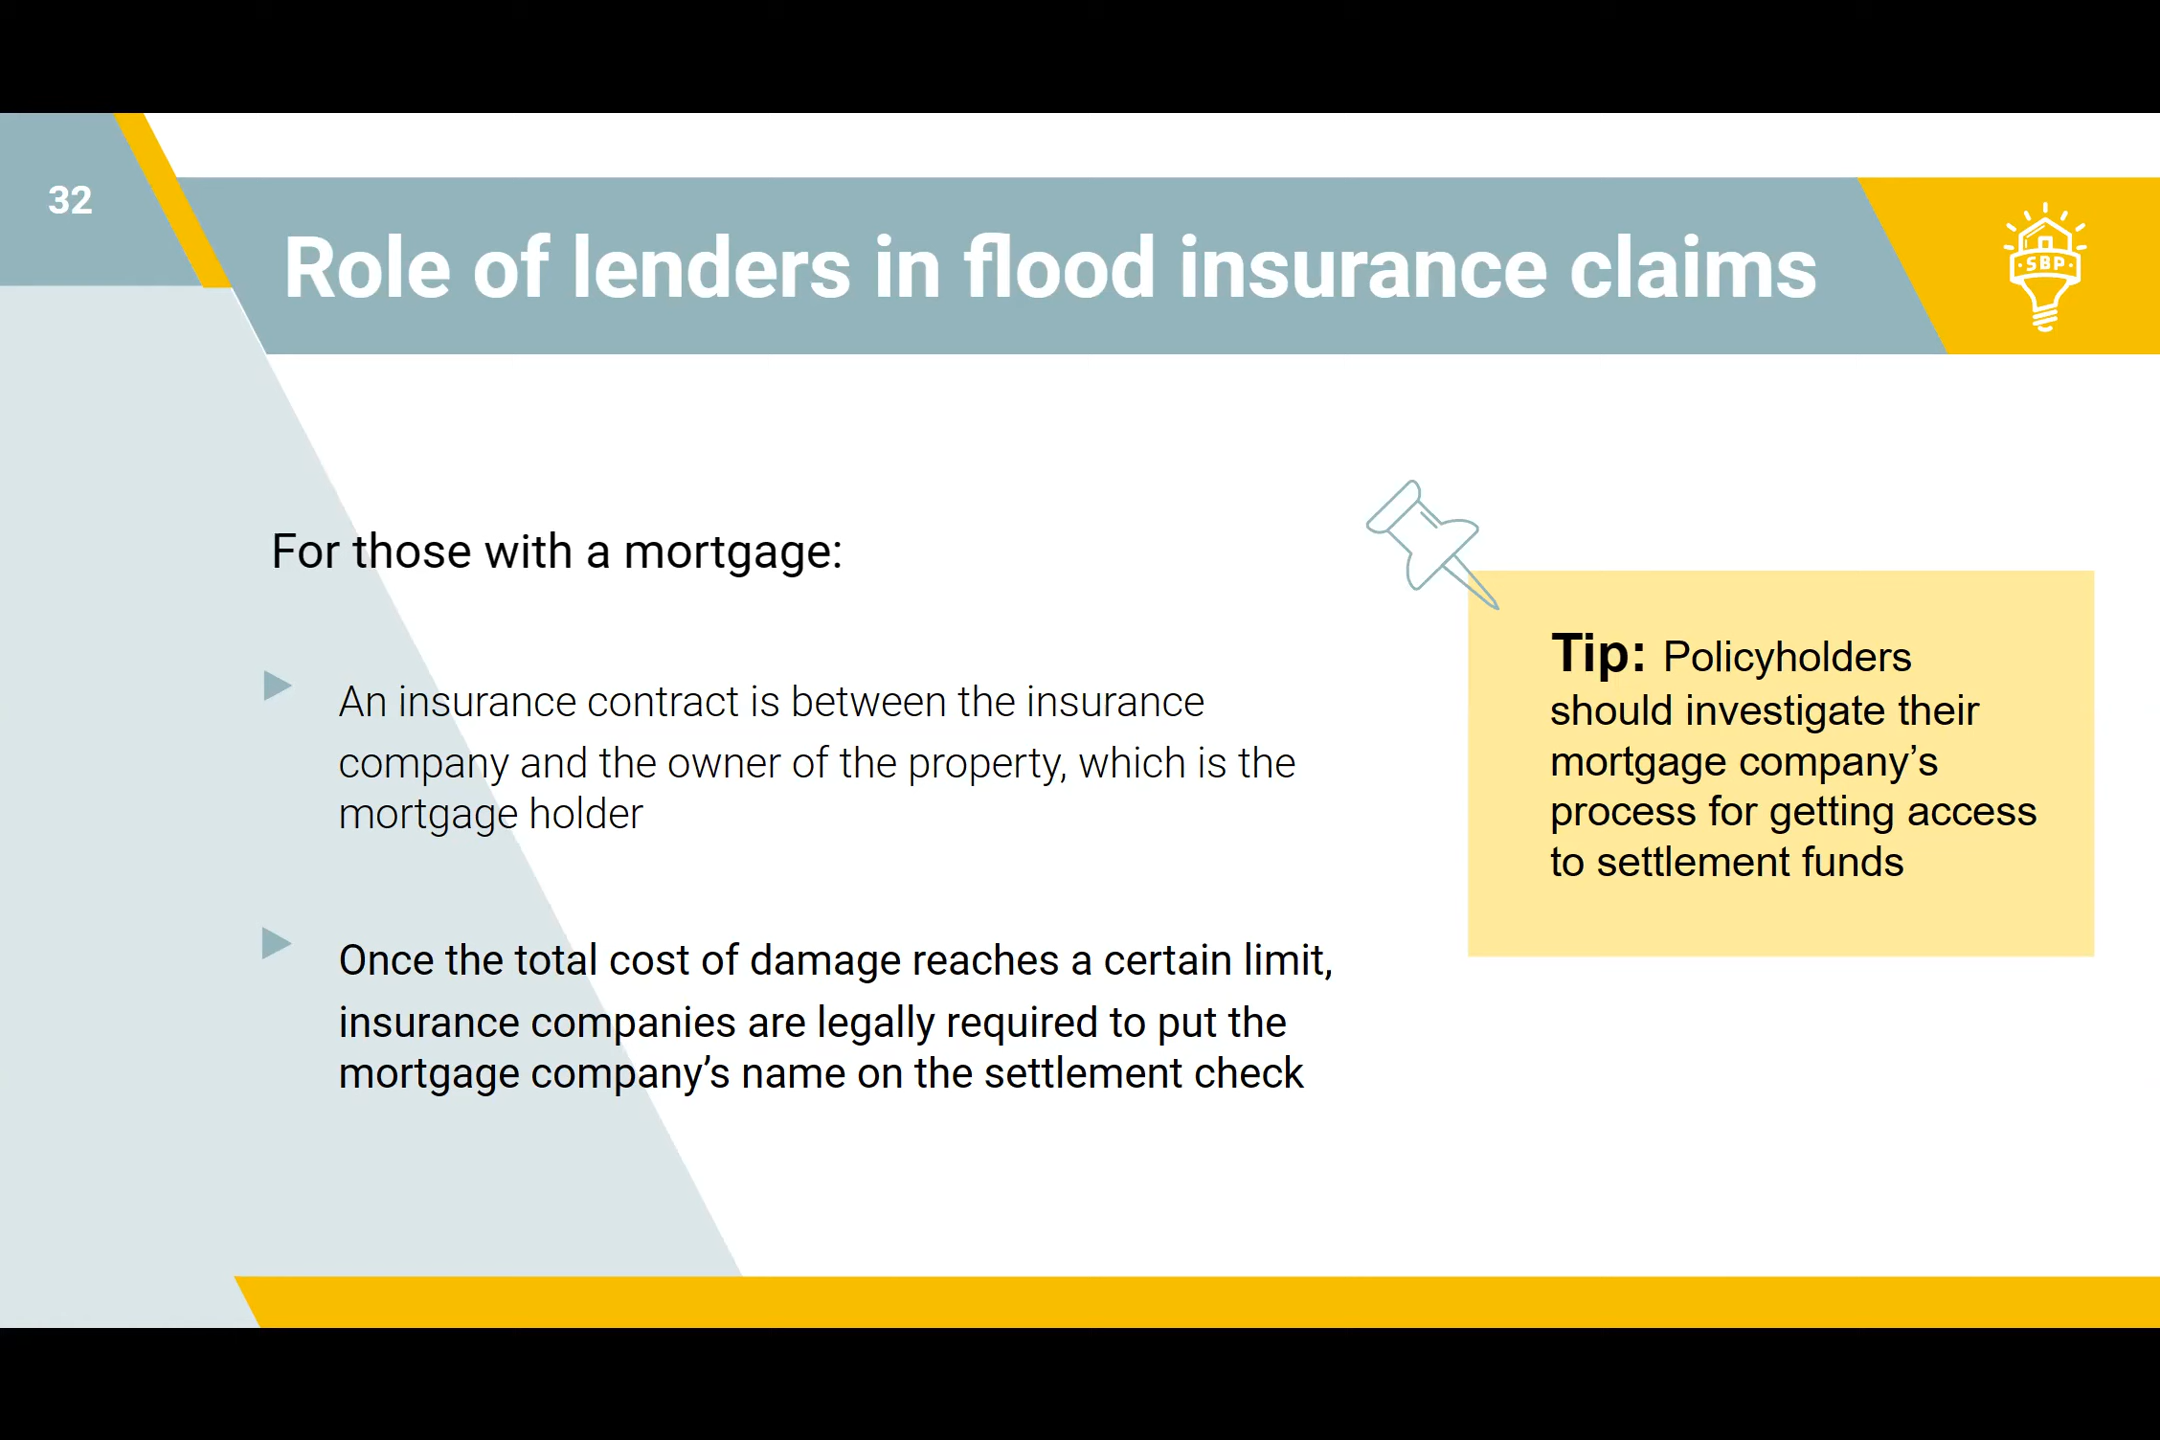 32
Role of lenders in flood insurance claims
SBP
For those with a mortgage:
An insurance contract is between the insurance
company and the owner of the property, which is the
mortgage holder
Once the total cost of damage reaches a certain limit,
insurance companies are legally required to put the
mortgage company’s name on the settlement check
Tip: Policyholders
should investigate their
mortgage company’s
process for getting access
to settlement funds